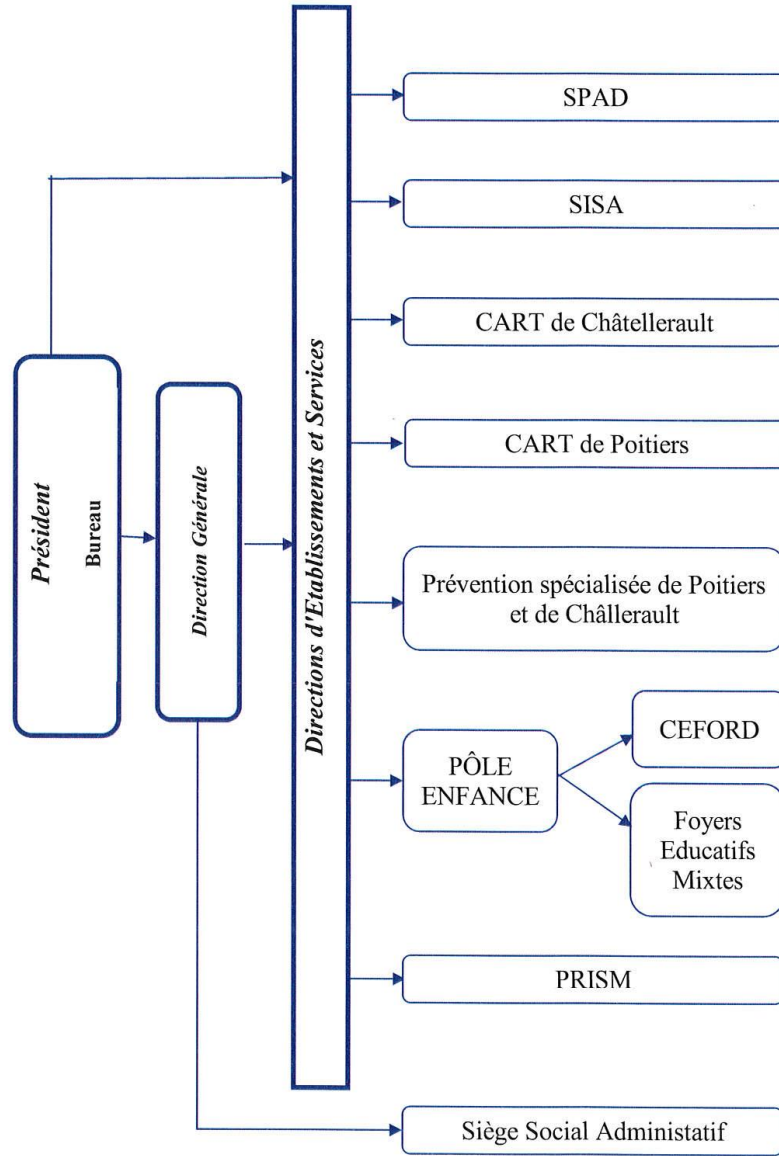 Président
Bureau
Direction Générale
Directions d'Etablissements et Services
SPAD
SISA
CART de Châtellerault
CART de Poitiers
Prévention spécialisée de Poitiers
et de Châllerault
PÔLE
ENFANCE
CEFORD
Foyers
Educatifs
Mixtes
PRISM
Siège Social Administatif